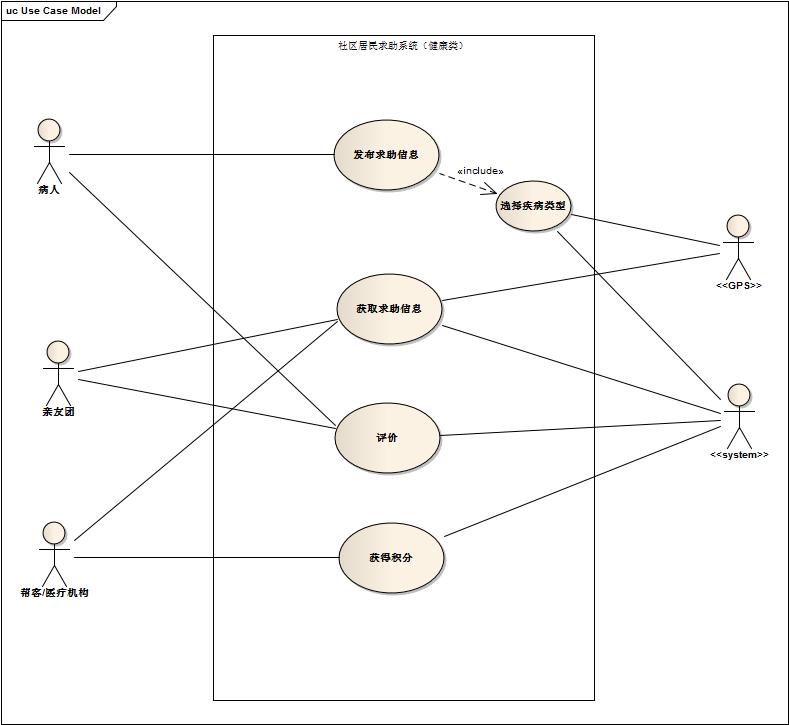 uc Use Case Model
社区居民求助系统（健康类）
发布求助信息
«include»
选择疾病类型
病人
<<GPS>>
获取求助信息
亲友团
评价
<<system>>
获得积分
帮客/医疗机构